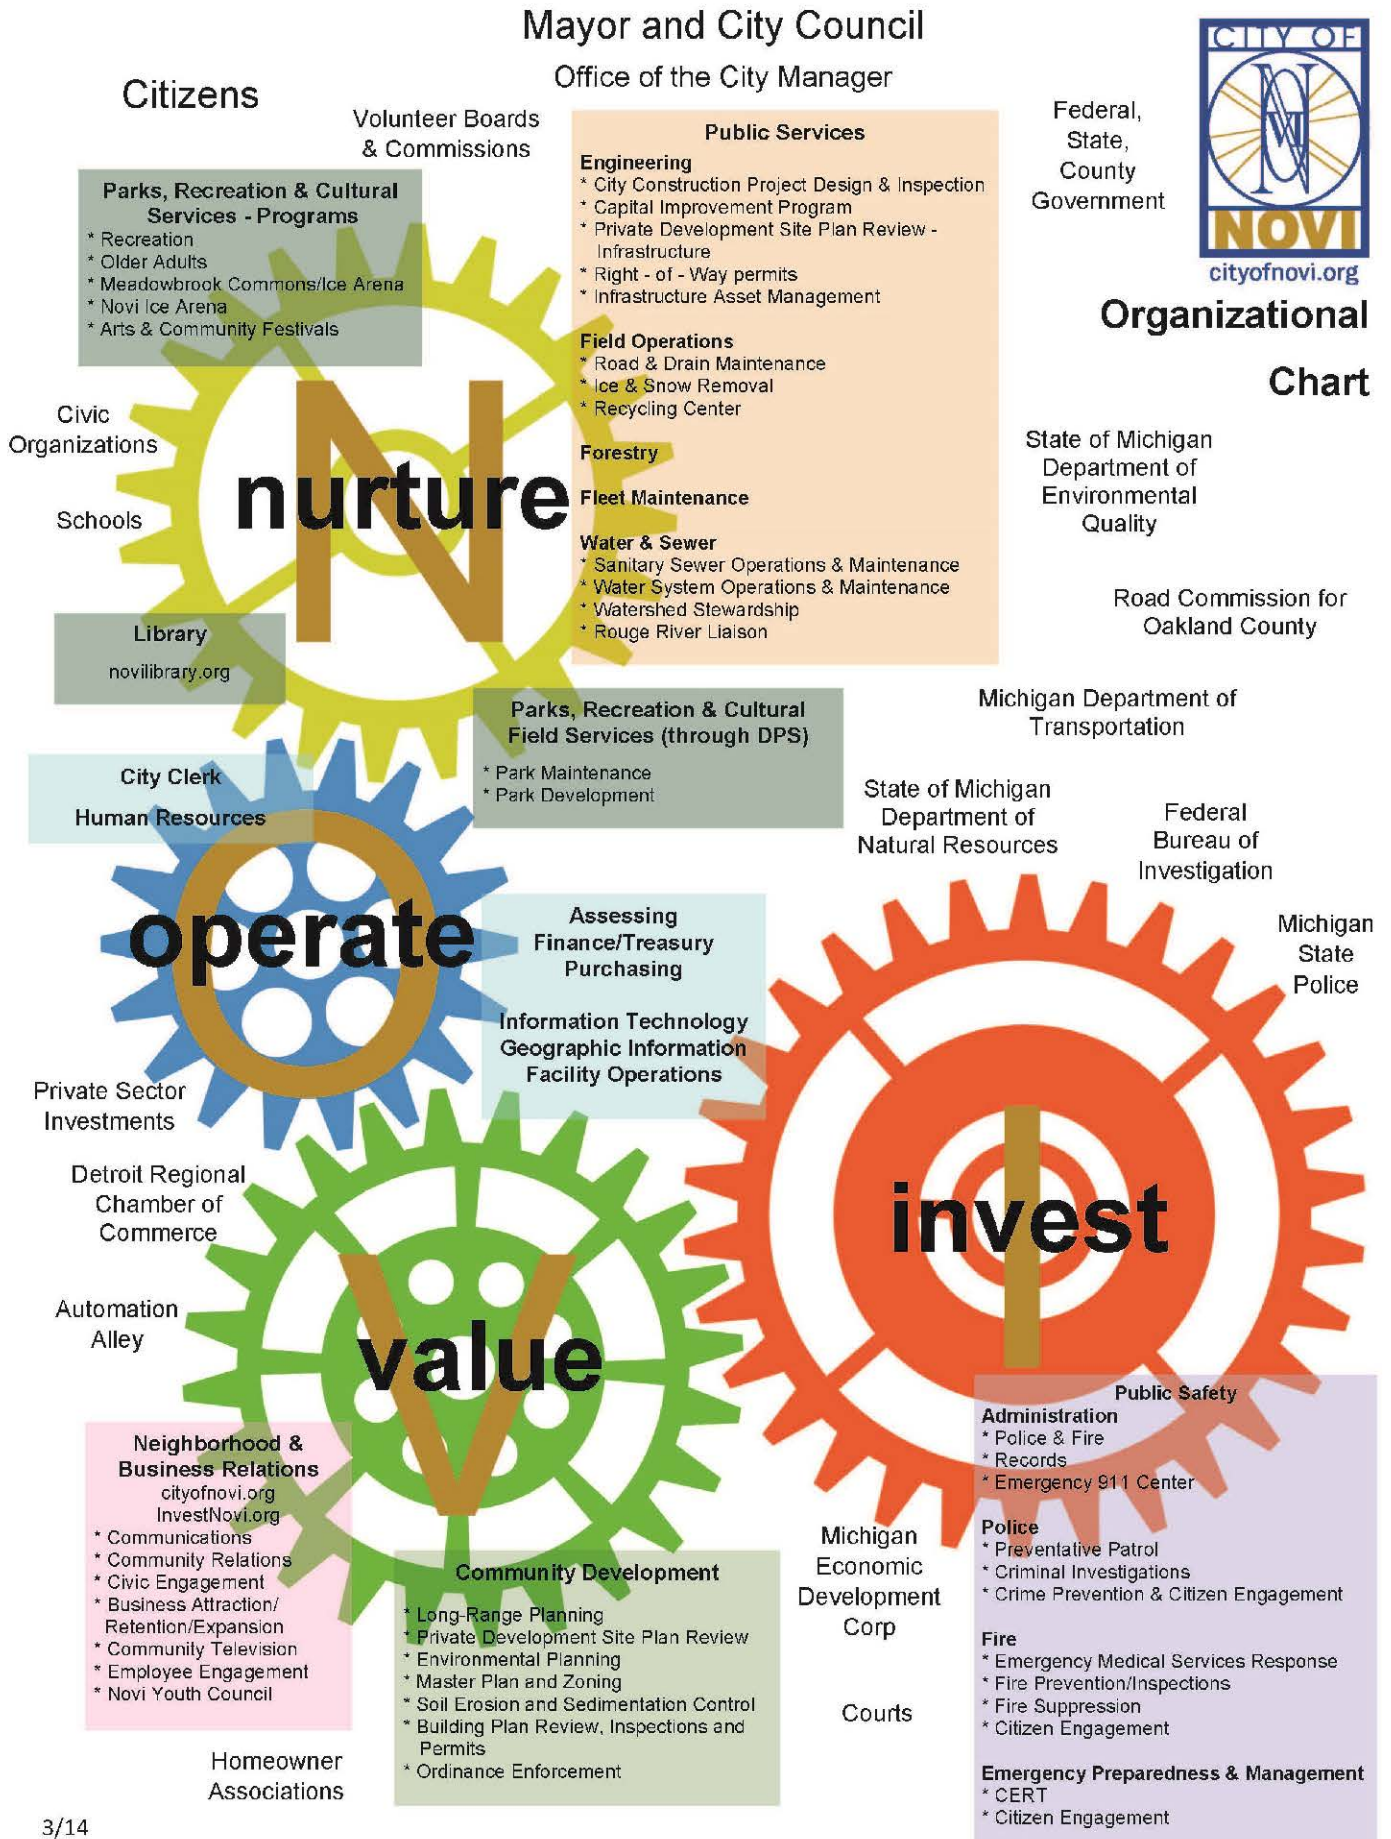 Mayor and City Council
Office of the City Manager
CITY OF
NOVI
cityofnovi.org
Organizational
Chart
Citizens
Volunteer Boards
& Commissions
Federal,
State,
County
Government
Parks, Recreation & Cultural
Services - Programs
* Recreation
* Older Adults
* Meadowbrook Commons/Ice Arena
* Novi Ice Arena
* Arts & Community Festivals
Public Services
Engineering
* City Construction Project Design & Inspection
* Capital Improvement Program
* Private Development Site Plan Review -
Infrastructure
* Right - of - Way permits
* Infrastructure Asset Management
Field Operations
* Road & Drain Maintenance
* Ice & Snow Removal
* Recycling Center
Forestry
Fleet Maintenance
Water & Sewer
* Sanitary Sewer Operations & Maintenance
* Water System Operations & Maintenance
* Watershed Stewardship
* Rouge River Liaison
Civic
Organizations
Schools
N
nurture
State of Michigan
Department of
Environmental
Quality
Road Commission for
Oakland County
Library
novilibrary.org
Parks, Recreation & Cultural
Field Services (through DPS)
* Park Maintenance
* Park Development
Michigan Department of
Transportation
State of Michigan
Department of
Natural Resources
Federal
Bureau of
Investigation
Michigan
State
Police
City Clerk
Human Resources
O
operate
Assessing
Finance/Treasury
Purchasing
Information Technology
Geographic Information
Facility Operations
Private Sector
Investments
Detroit Regional
Chamber of
Commerce
Automation
Alley
V
value
I
invest
Neighborhood &
Business Relations
cityofnovi.org
InvestNovi.org
* Communications
* Community Relations
* Civic Engagement
* Business Attraction/
Retention/Expansion
* Community Television
* Employee Engagement
* Novi Youth Council
Community Development
* Long-Range Planning
* Private Development Site Plan Review
* Environmental Planning
* Master Plan and Zoning
* Soil Erosion and Sedimentation Control
* Building Plan Review, Inspections and
Permits
* Ordinance Enforcement
Michigan
Economic
Development
Corp
Courts
Public Safety
Administration
* Police & Fire
* Records
* Emergency 911 Center
Police
* Preventative Patrol
* Criminal Investigations
* Crime Prevention & Citizen Engagement
Fire
* Emergency Medical Services Response
* Fire Prevention/Inspections
* Fire Suppression
* Citizen Engagement
Emergency Preparedness & Management
* CERT
* Citizen Engagement
Homeowner
Associations
3/14